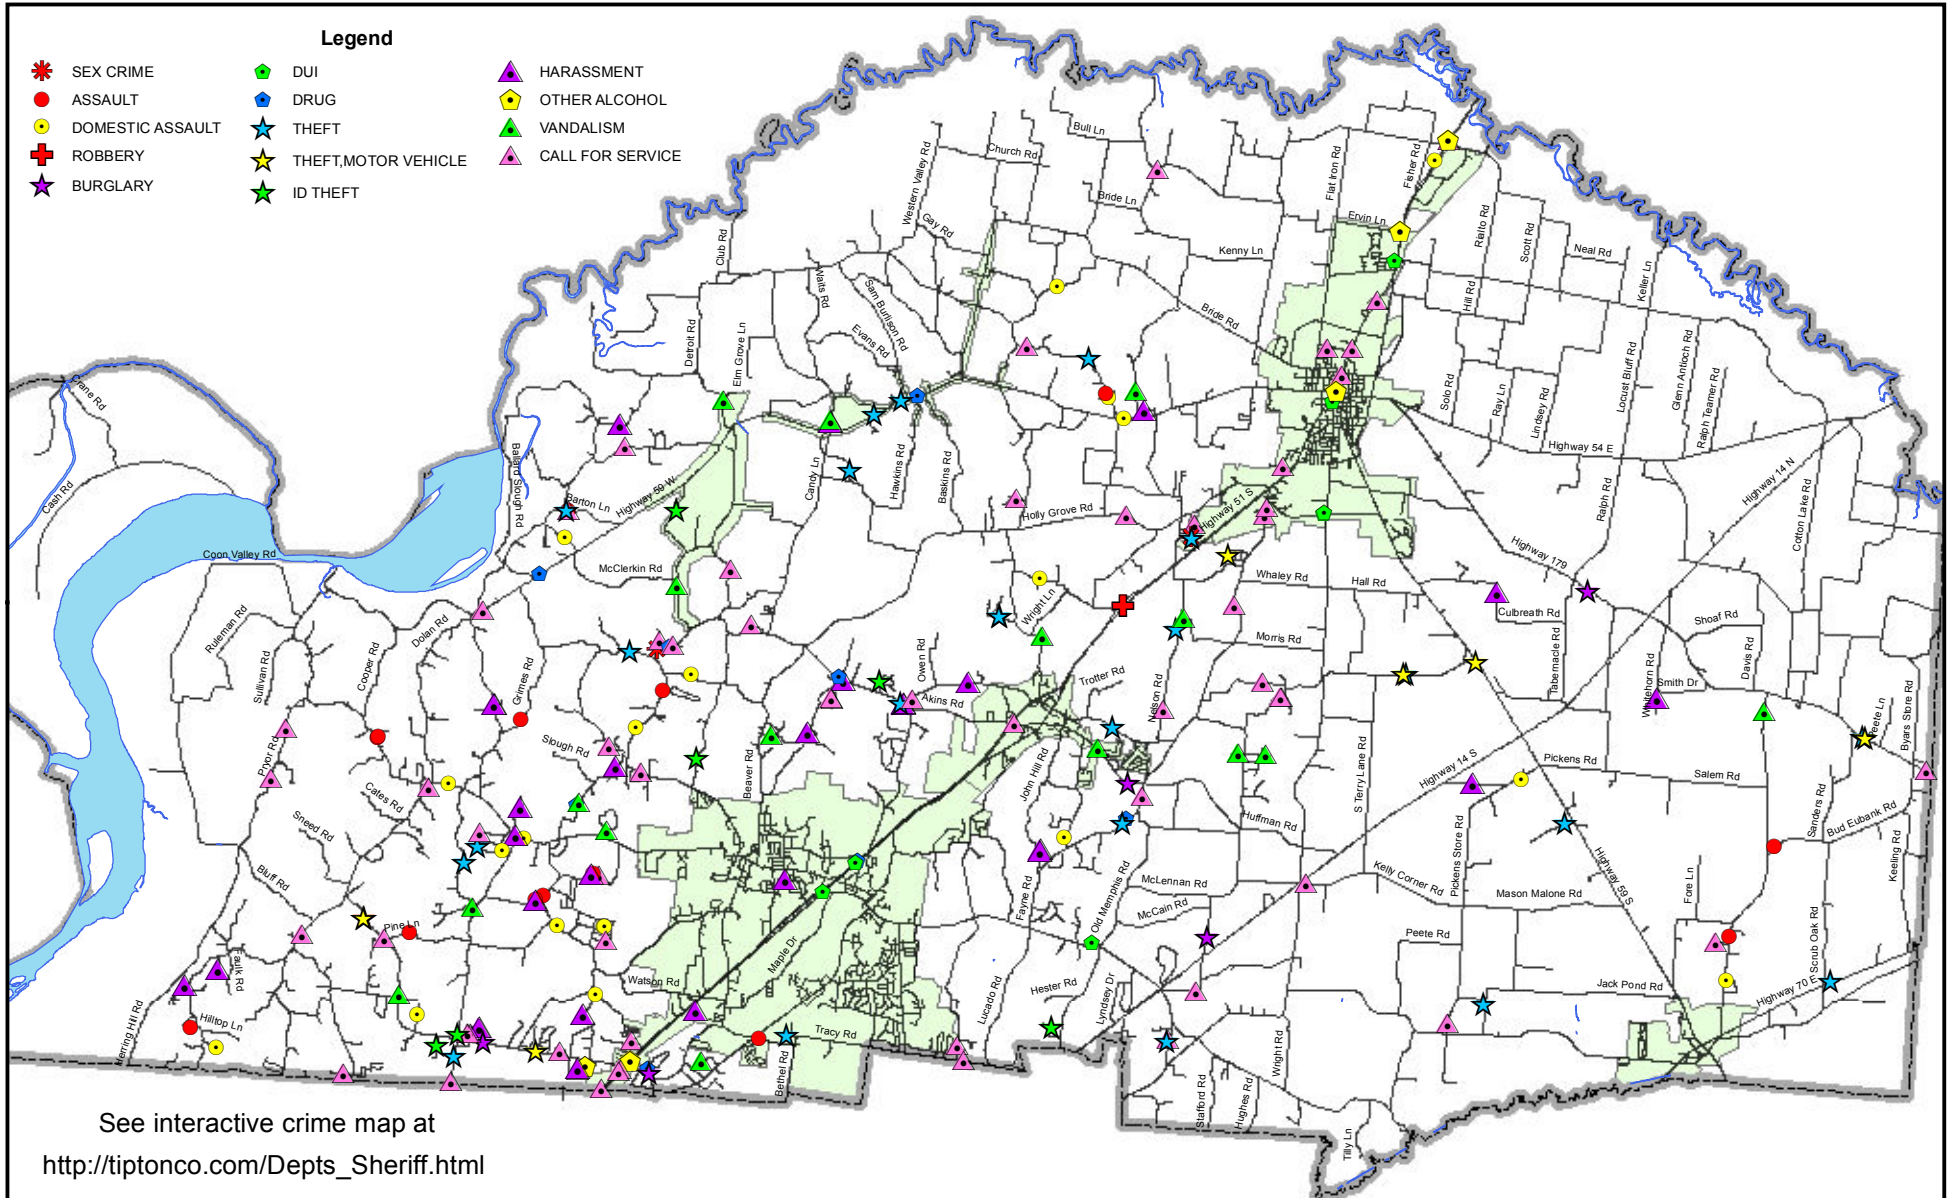 Legend
SEX CRIME
ASSAULT
DOMESTIC ASSAULT
ROBBERY
BURGLARY
DUI
DRUG
THEFT
THEFT,MOTOR VEHICLE
ID THEFT
HARASSMENT
OTHER ALCOHOL
VANDALISM
CALL FOR SERVICE
Bull Ln
Church Rd
Western Valley Rd
Flat Iron Rd
Fisher Rd
Bride Ln
Ervin Ln
Gay Rd
Club Rd
Kenny Ln
Rialto Rd
Scott Rd
Neal Rd
Keller Ln
Waits Rd
Sam Burlison Rd
Hill Rd
Bride Rd
Evans Rd
Detroit Rd
Elm Grove Ln
Crane Rd
Solo Rd
Ray Ln
Lindsey Rd
Locust Bluff Rd
Glenn Antioch Rd
Ralph Teamer Rd
Highway 54 E
Highway 14 N
Cash Rd
Ballard Slough Rd
Barton Ln
Highway 59 W
Candy Ln
Hawkins Rd
Baskins Rd
Holly Grove Rd
Highway 51 S
Ralph Rd
Cotton Lake Rd
Coon Valley Rd
McClerkin Rd
Highway 179
Whaley Rd
Hall Rd
Culbreath Rd
Wright Ln
Shoaf Rd
Ruleman Rd
Dolan Rd
Morris Rd
Sullivan Rd
Cooper Rd
Grimes Rd
Owen Rd
Trotter Rd
Tabernacle Rd
Davis Rd
Smith Dr
Akins Rd
Nelson Rd
Peete Ln
Byars Store Rd
Pryor Rd
Slough Rd
Beaver Rd
John Hill Rd
S Terry Lane Rd
Highway 14 S
Pickens Rd
Salem Rd
Cates Rd
Sneed Rd
Huffman Rd
Sanders Rd
Bud Eubank Rd
Keeling Rd
Pickens Store Rd
Highway 59 S
Bluff Rd
Fayne Rd
Old Memphis Rd
McLennan Rd
McCain Rd
Kelly Corner Rd
Mason Malone Rd
Fore Ln
Pine Ln
Maple Dr
Peete Rd
Scrub Oak Rd
Faulk Rd
Watson Rd
Hester Rd
Lucado Rd
Lyndsey Dr
Jack Pond Rd
Highway 70 E
Herring Hill Rd
Hilltop Ln
Tracy Rd
Bethel Rd
Wright Rd
Stafford Rd
Hughes Rd
Tilly Ln
See interactive crime map at
http://tiptonco.com/Depts_Sheriff.html